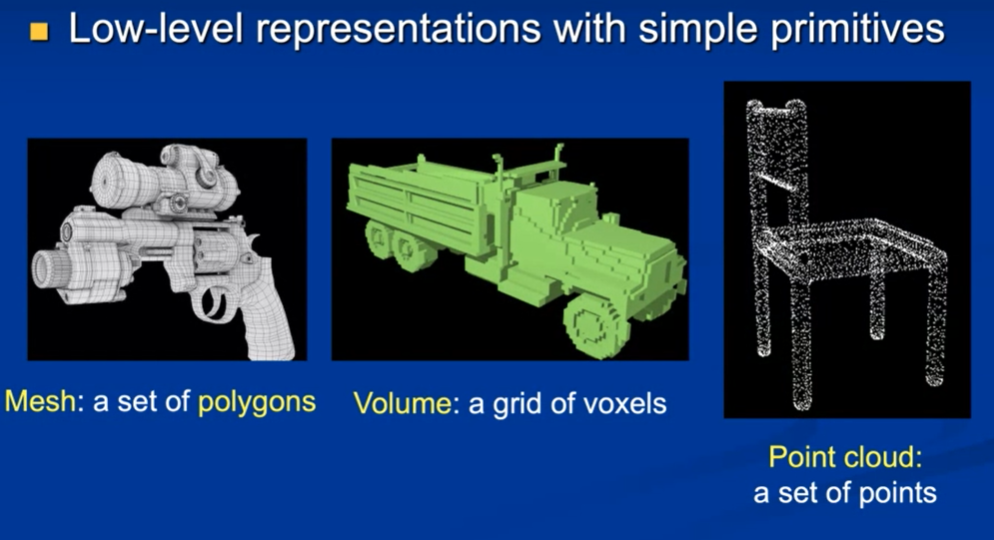 Low-level representations with simple primitives
Mesh: a set of polygons
Volume: a grid of voxels
Point cloud:
a set of points